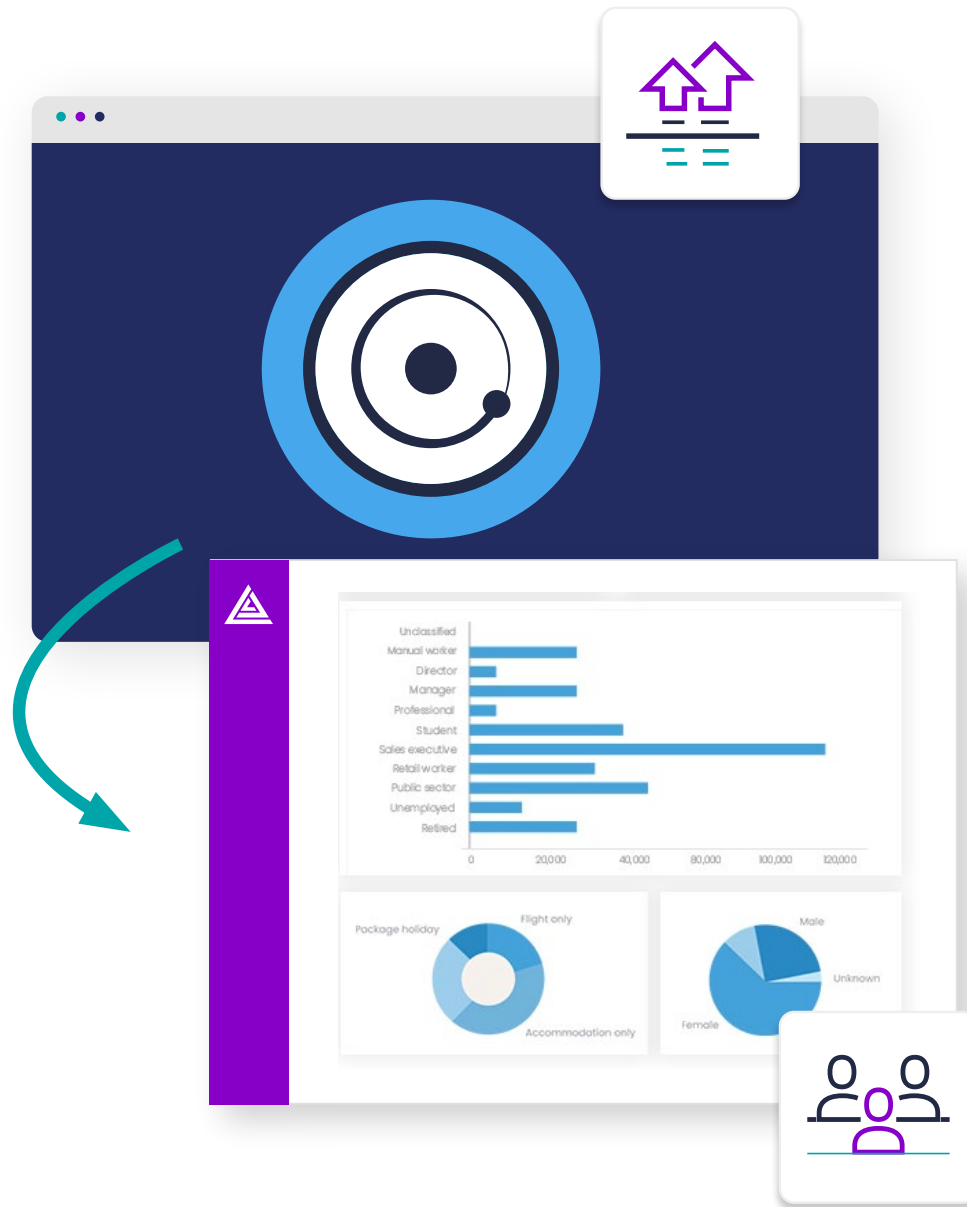 Unclassified
Manual worker
Director
Manager
Professional
Student
Sales executive
Retail worker
Public sector
Unemployed
Retired
0 20,000 40,000 80,000 100,000 120,000
Package holiday
Flight only
Accommodation only
Male
Unknown
Female